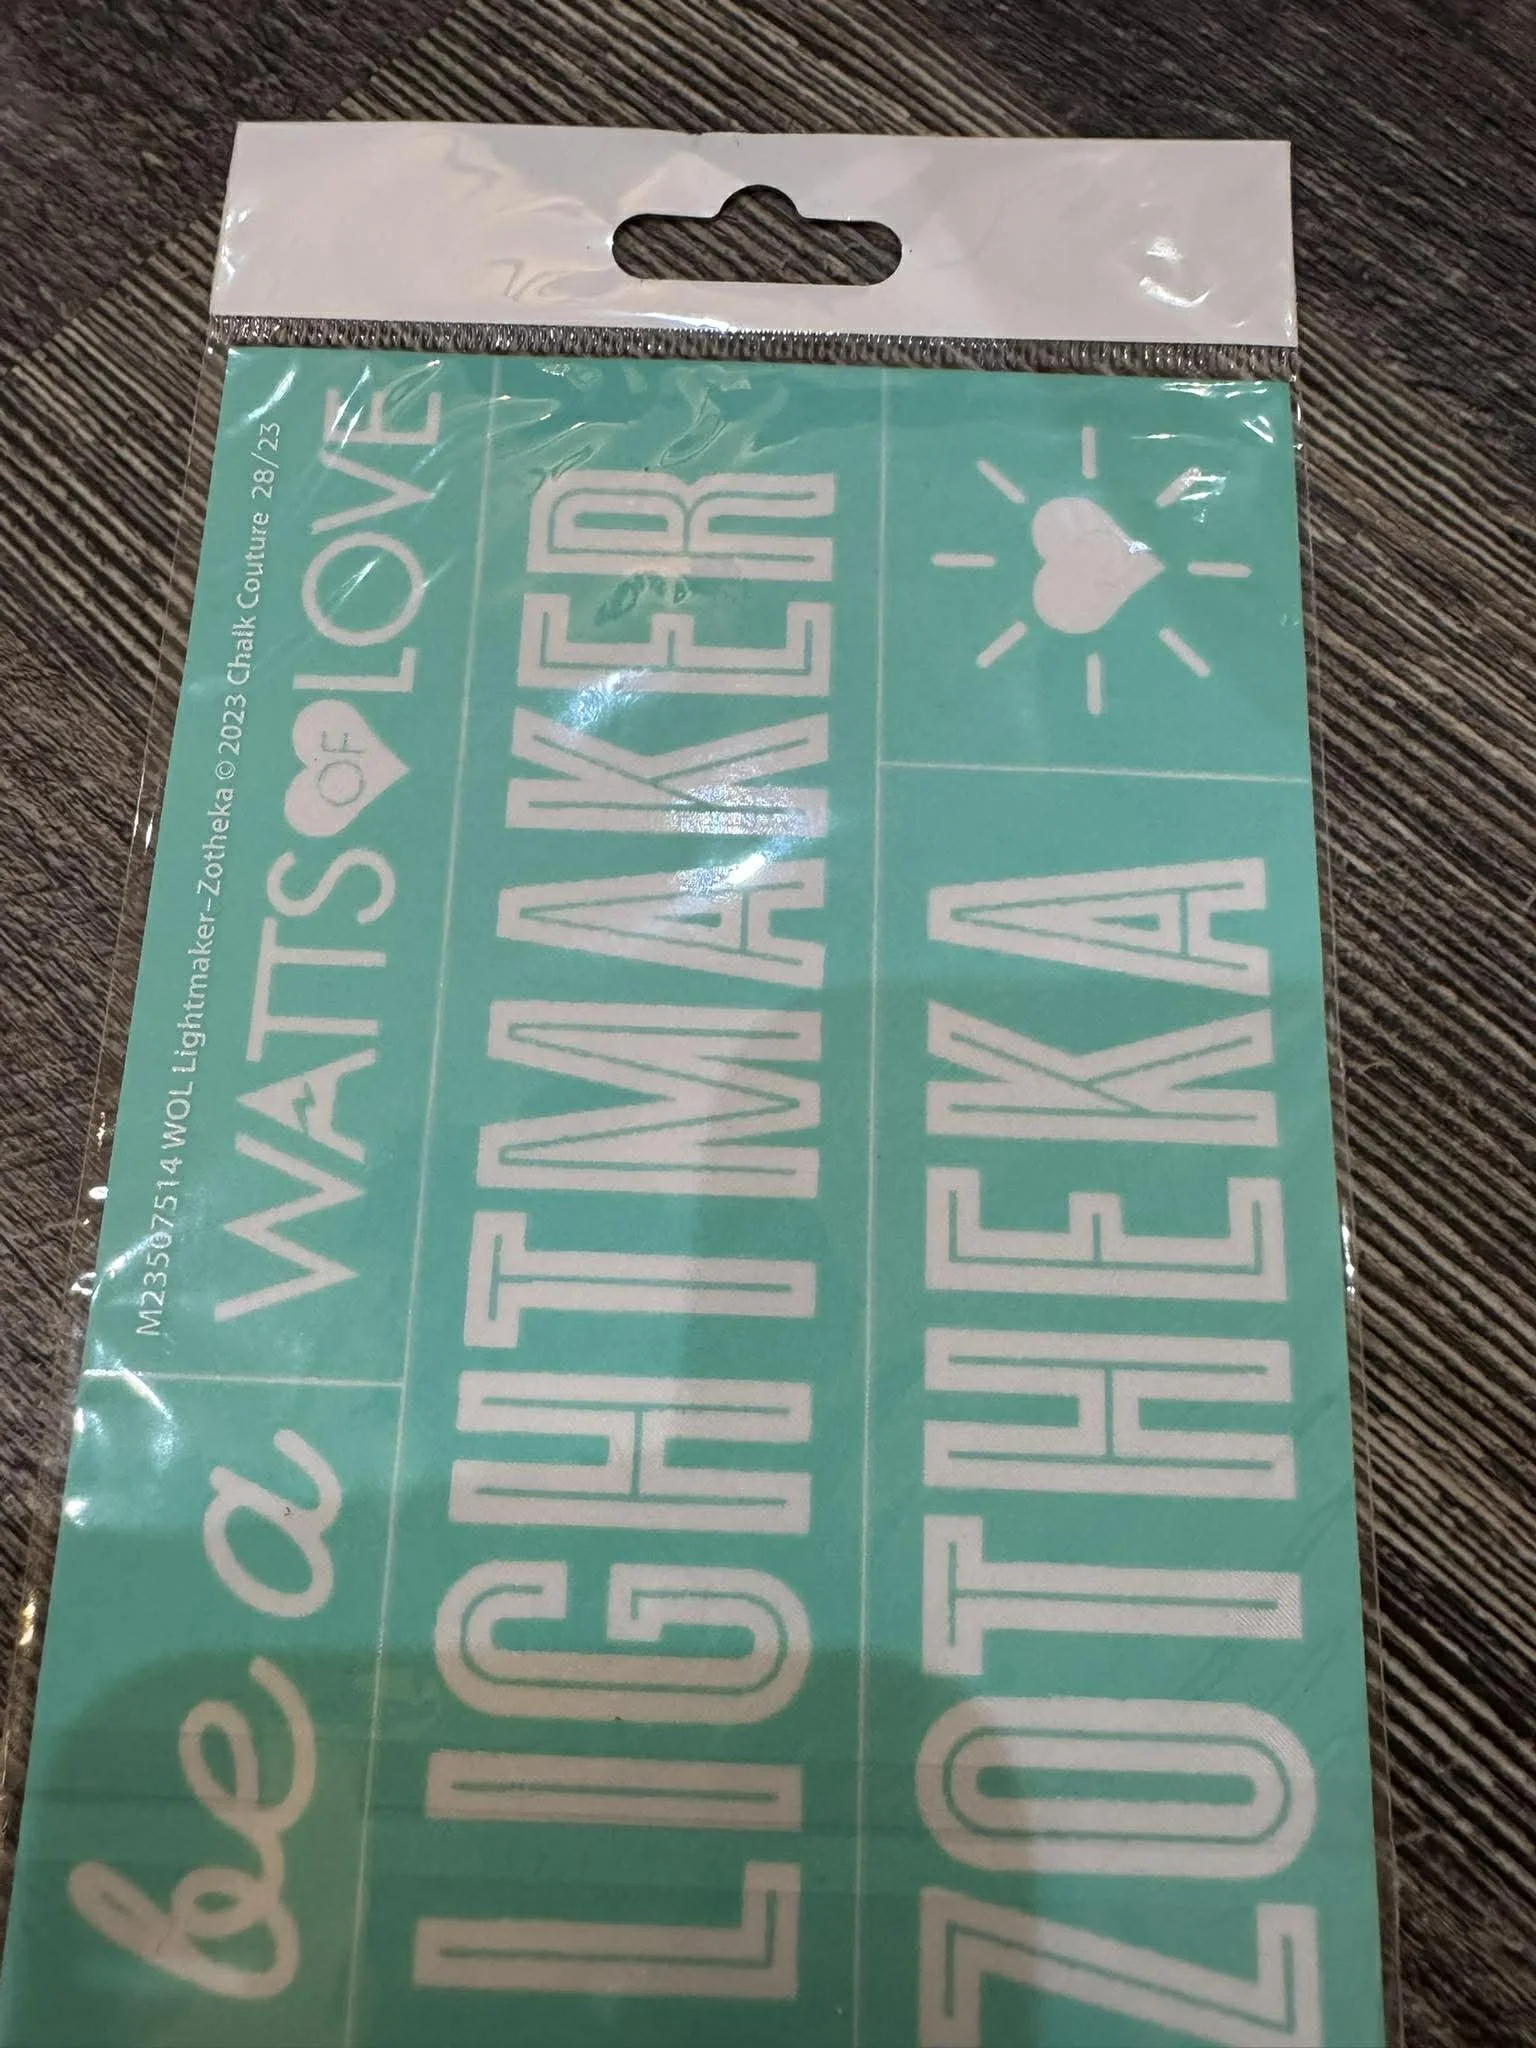 M23507514 WOL Lightmaker-Zotheka © 2023 Chalk Couture 28/23
be a
WATTS OF LOVE
LIGHTMAKER
ZOTHEKA